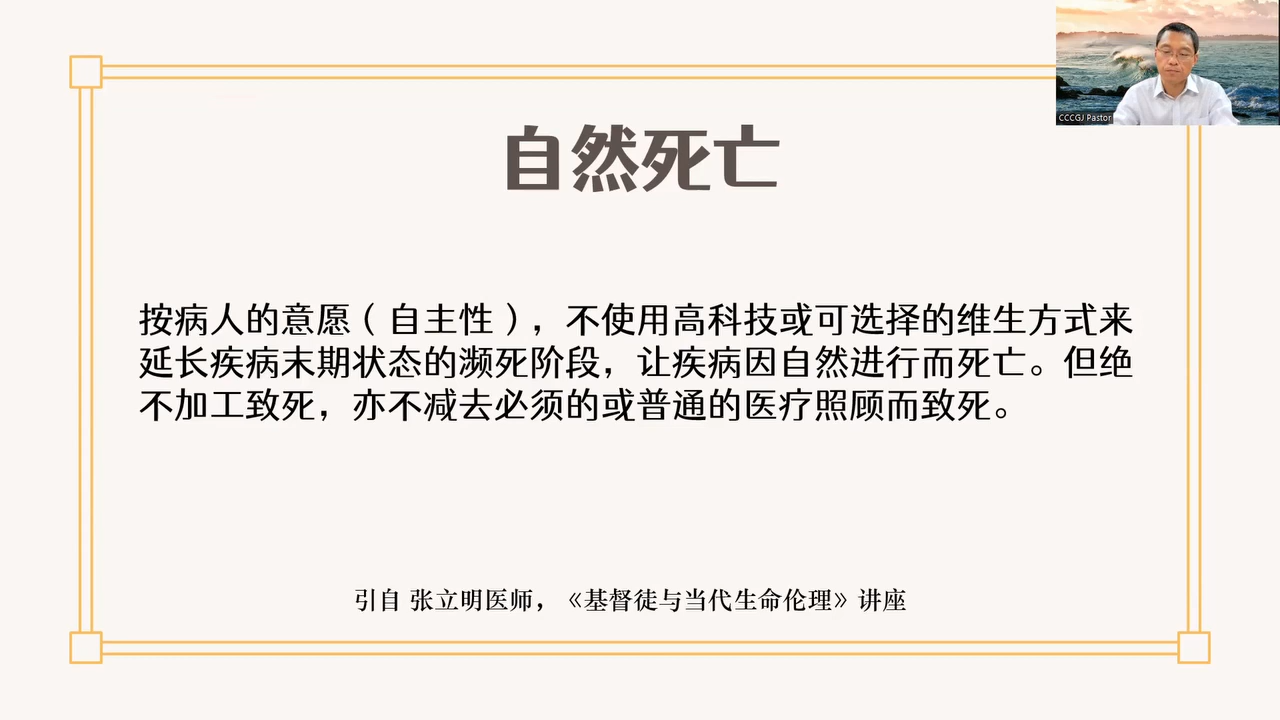 CCCGJ Pastor
自然死亡
按病人的意愿（自主性），不使用高科技或可选择的维生方式来
延长疾病末期状态的濒死阶段，让疾病因自然进行而死亡。但绝
不加工致死，亦不减去必须的或普通的医疗照顾而致死。
引自 张立明医师，《基督徒与当代生命伦理》讲座